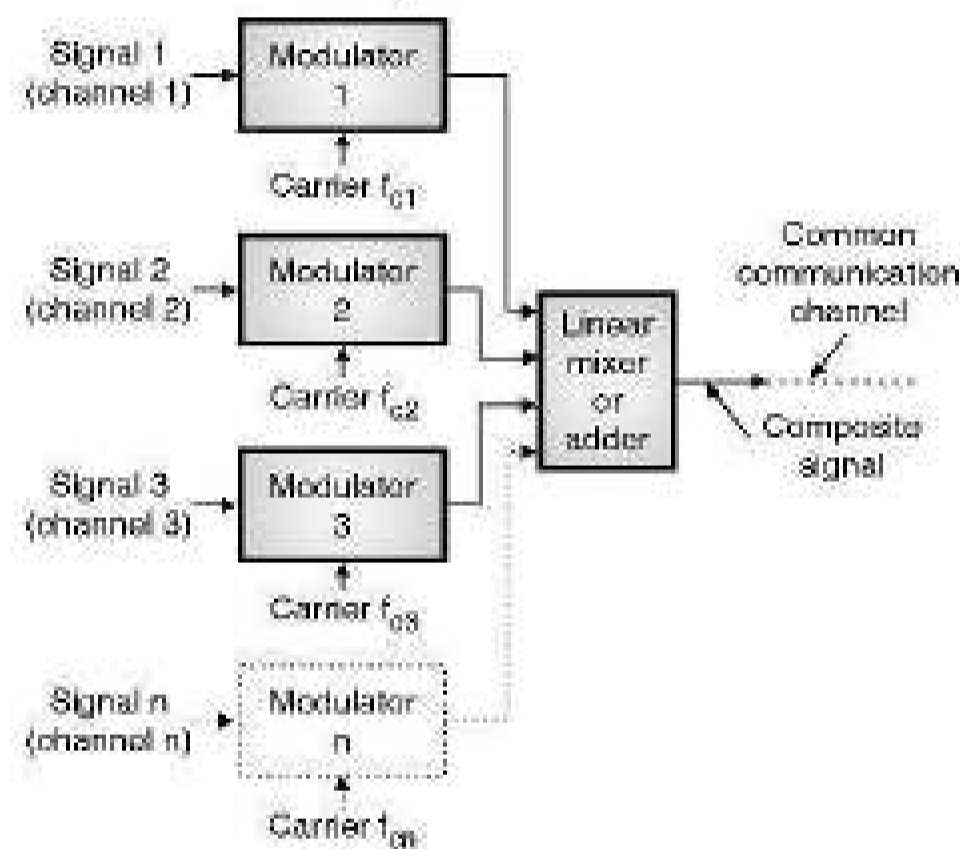 Signal 1
(channel 1)
Modulator
1
Carrier fc1
Signal 2
(channel 2)
Modulator
2
Carrier fc2
Signal 3
(channel 3)
Modulator
3
Carrier fc3
Signal n
(channel n)
Modulator
n
Carrier fcn
Linear
mixer
or
adder
Common
communication
channel
Composite
signal